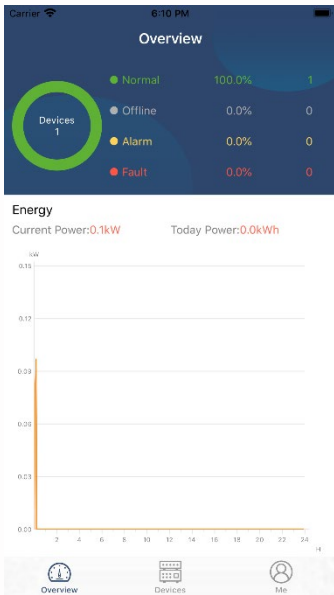 Carrier 6:10 PM
Overview
Devices
1
Normal 100.0% 1
Offline 0.0% 0
Alarm 0.0% 0
Fault 0.0% 0
Energy
Current Power:0.1kW Today Power:0.0kWh
kW
0.15
0.12
0.09
0.06
0.03
0.00
2 4 6 8 10 12 14 16 18 20 22 24
H
Overview Devices Me